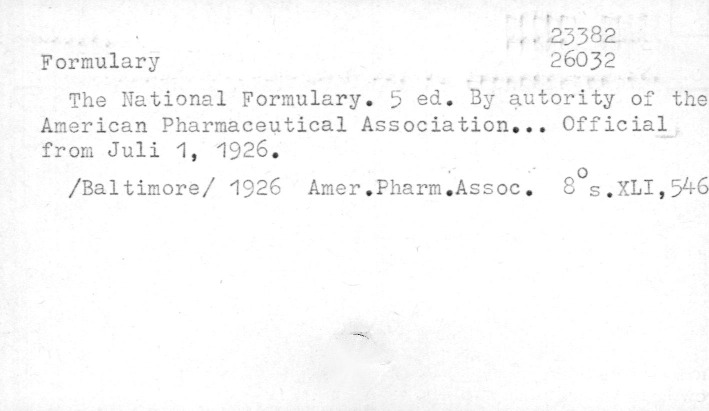 23382
Formulary 26032
The National Formulary. 5 ed. By autority of the
American Pharmaceutical Association... Official
from Juli 1, 1926.
/Baltimore/ 1926 Amer.Pharm.Assoc. 8° s.XLI,546